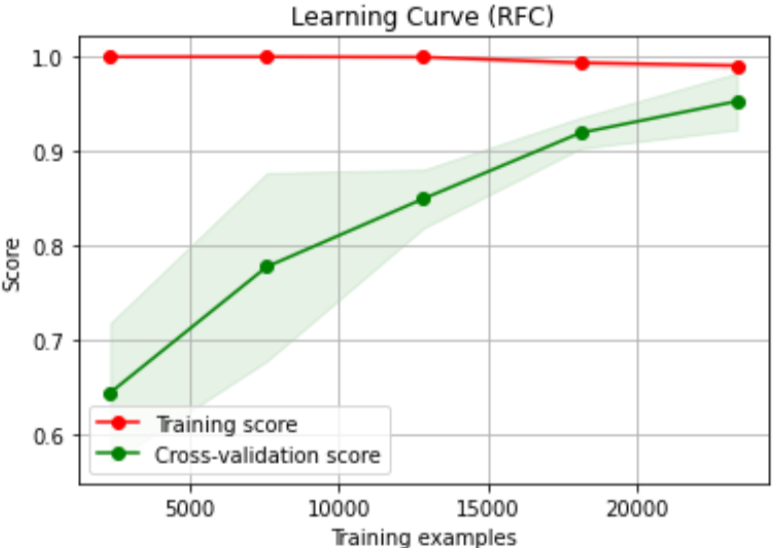 Learning Curve (RFC)
1.0
0.9
0.8
0.7
0.6
Score
Training score
Cross-validation score
5000 10000 15000 20000
Training examples